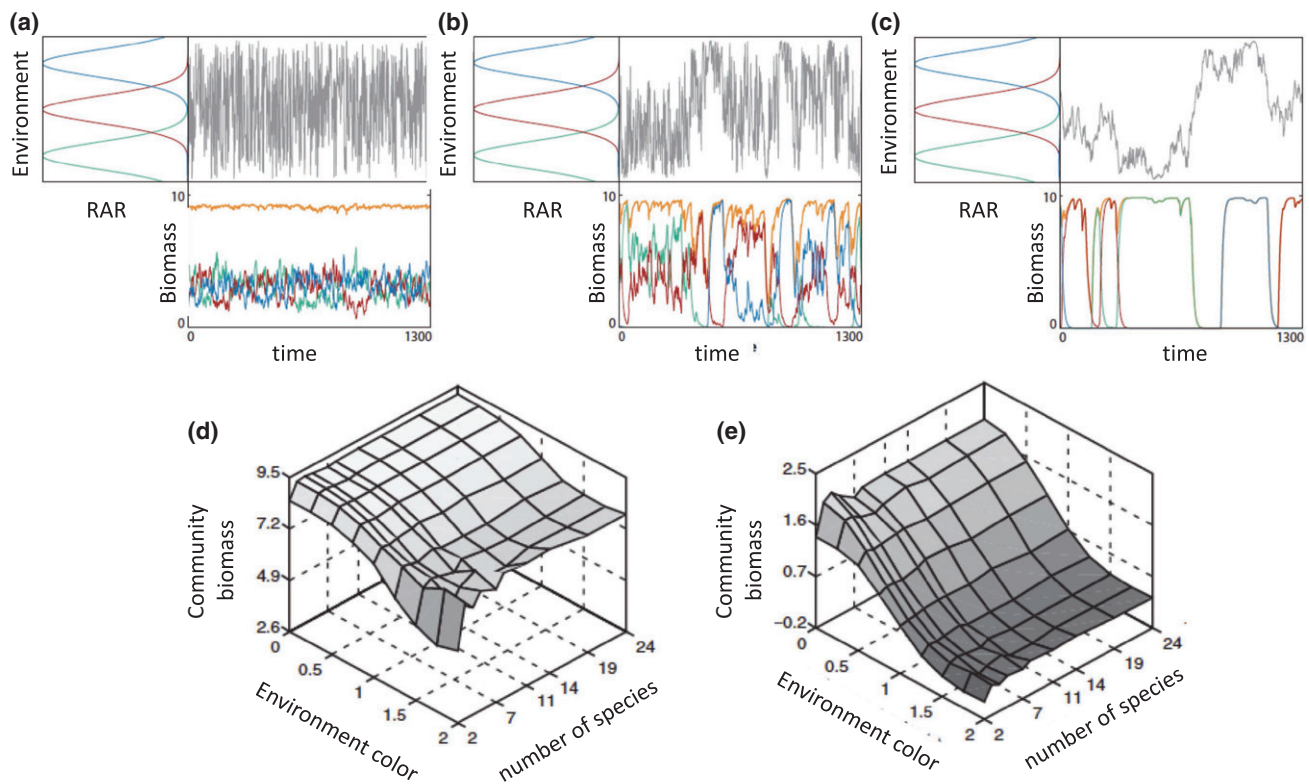 (a)
Environment
RAR
10
Biomass
0
time
1300
(b)
Environment
RAR
10
Biomass
0
0
time
1300
(c)
Environment
RAR
10
Biomass
0
0
time
1300
(d)
9.5
7.2
4.9
2.6
Community
biomass
0
0.5
1
1.5
2
Environment color
2
7
11
14
19
24
number of species
(e)
2.5
1.6
0.7
−0.2
Community
biomass
0
0.5
1
1.5
2
Environment color
2
7
11
14
19
24
number of species